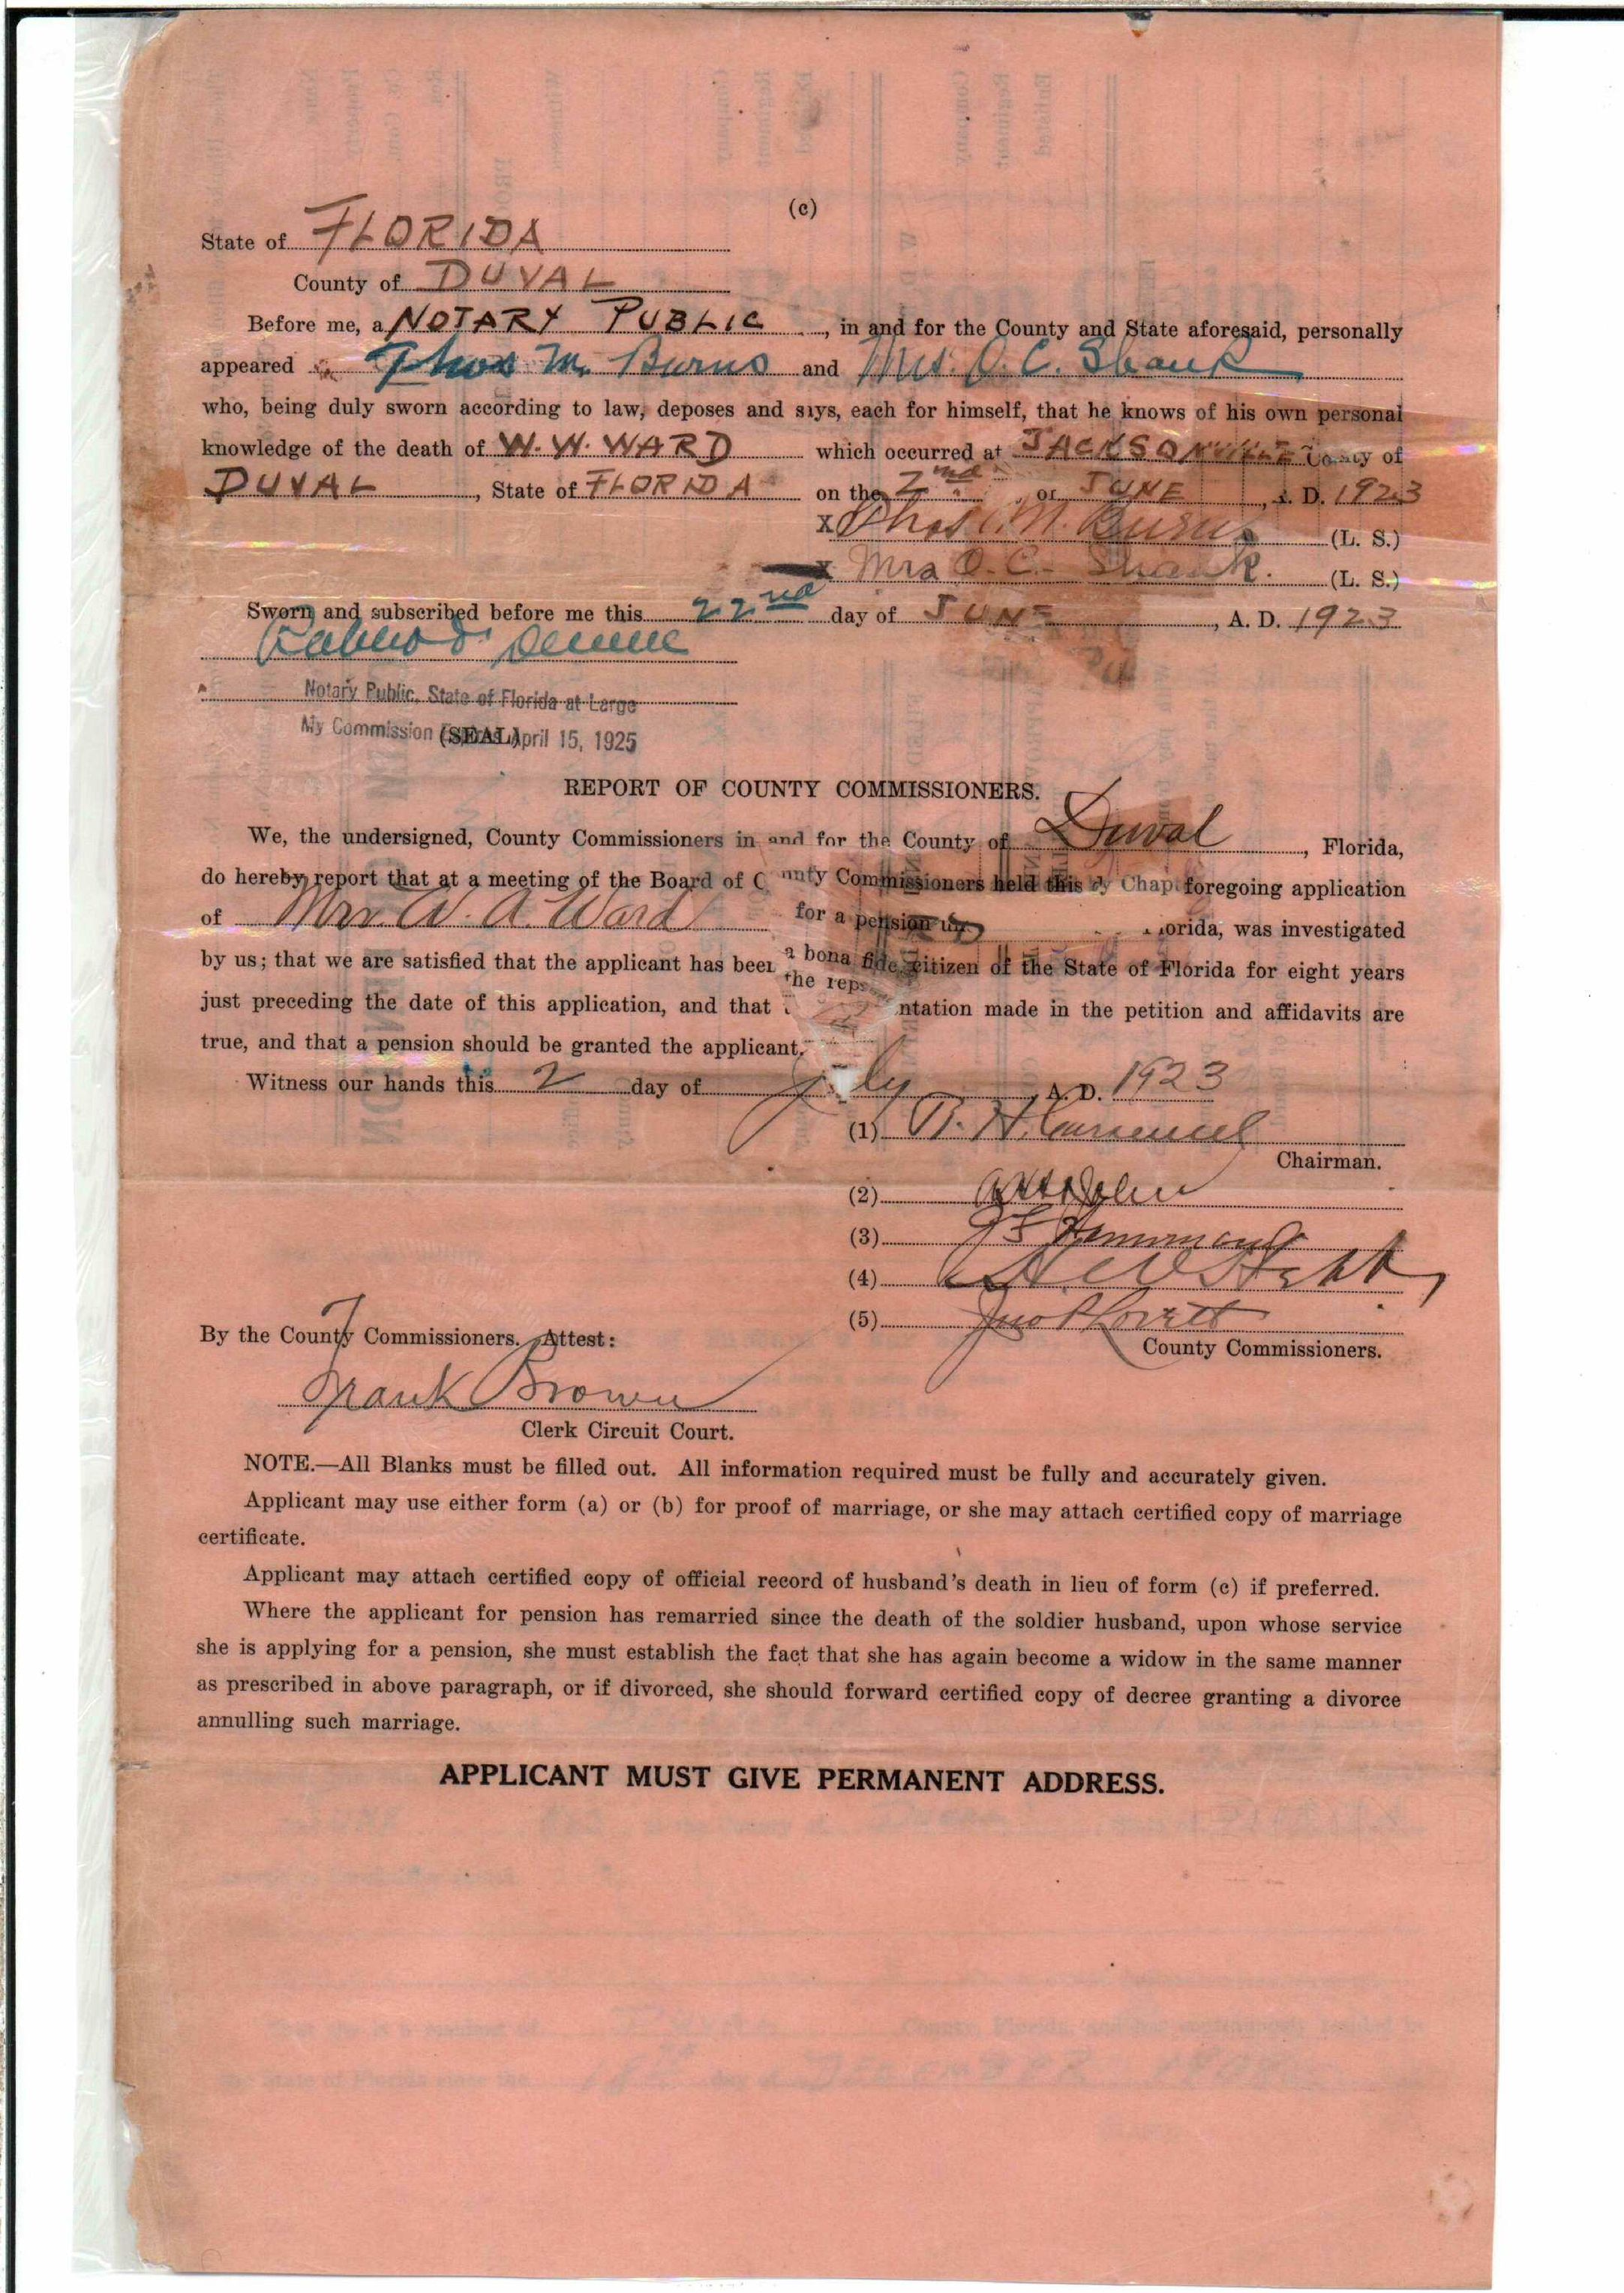 (c)
State of FLORIDA
County of DUVAL
Before me, a NOTARY PUBLIC, in and for the County and State aforesaid, personally
appeared Thos M. Burns and Mrs. O. C. Shank
who, being duly sworn according to law, deposes and says, each for himself, that he knows of his own personal
knowledge of the death of W. W. WARD which occurred at JACKSONVILLE County of
DUVAL, State of FLORIDA on the 2nd of JUNE, A. D. 1923
X Thos M. Burns (L. S.)
X Mrs O. C. Shank. (L. S.)
Sworn and subscribed before me this 22nd day of JUNE, A. D. 1923
Notary Public, State of Florida at Large
My Commission (SEAL) April 15, 1925
REPORT OF COUNTY COMMISSIONERS.
We, the undersigned, County Commissioners in and for the County of Duval, Florida,
do hereby report that at a meeting of the Board of County Commissioners held this Chap foregoing application
of Mrs. W. A. Ward for a pension orida, was investigated
by us; that we are satisfied that the applicant has been a bona fide citizen of the State of Florida for eight years
just preceding the date of this application, and that the rep ntation made in the petition and affidavits are
true, and that a pension should be granted the applicant.
Witness our hands this 2 day of July A. D. 1923
(1)
Chairman.
(2)
(3)
(4)
(5) Jno
County Commissioners.
By the County Commissioners. Attest:
Frank Brown
Clerk Circuit Court.
NOTE.—All Blanks must be filled out. All information required must be fully and accurately given.
Applicant may use either form (a) or (b) for proof of marriage, or she may attach certified copy of marriage
certificate.
Applicant may attach certified copy of official record of husband's death in lieu of form (c) if preferred.
Where the applicant for pension has remarried since the death of the soldier husband, upon whose service
she is applying for a pension, she must establish the fact that she has again become a widow in the same manner
as prescribed in above paragraph, or if divorced, she should forward certified copy of decree granting a divorce
annulling such marriage.
APPLICANT MUST GIVE PERMANENT ADDRESS.